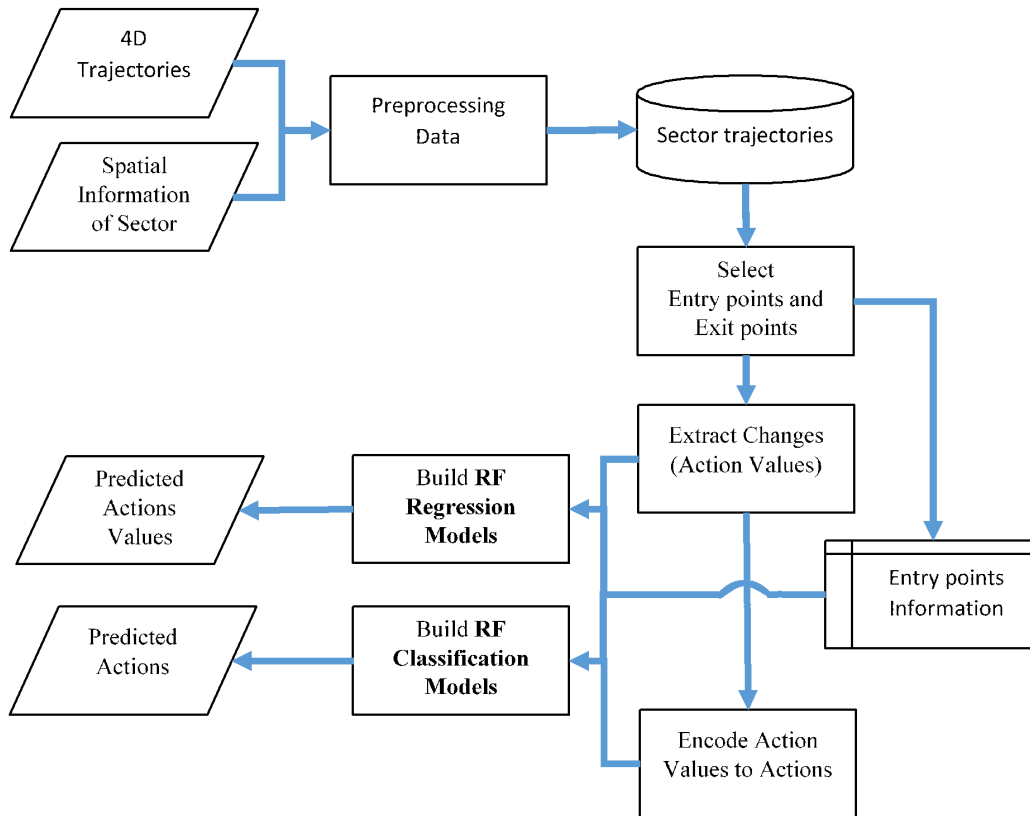 4D
Trajectories
Spatial
Information
of Sector
Preprocessing
Data
Sector trajectories
Select
Entry points and
Exit points
Extract Changes
(Action Values)
Entry points
Information
Encode Action
Values to Actions
Build RF
Regression
Models
Predicted
Actions
Values
Build RF
Classification
Models
Predicted
Actions